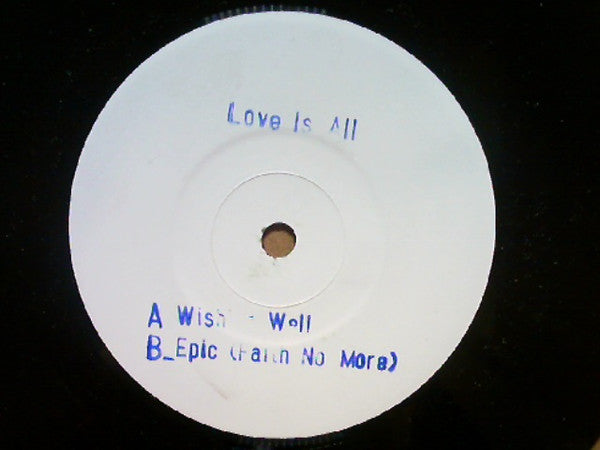 Love Is All
A Wish Well
B_Epic (Faith No More)